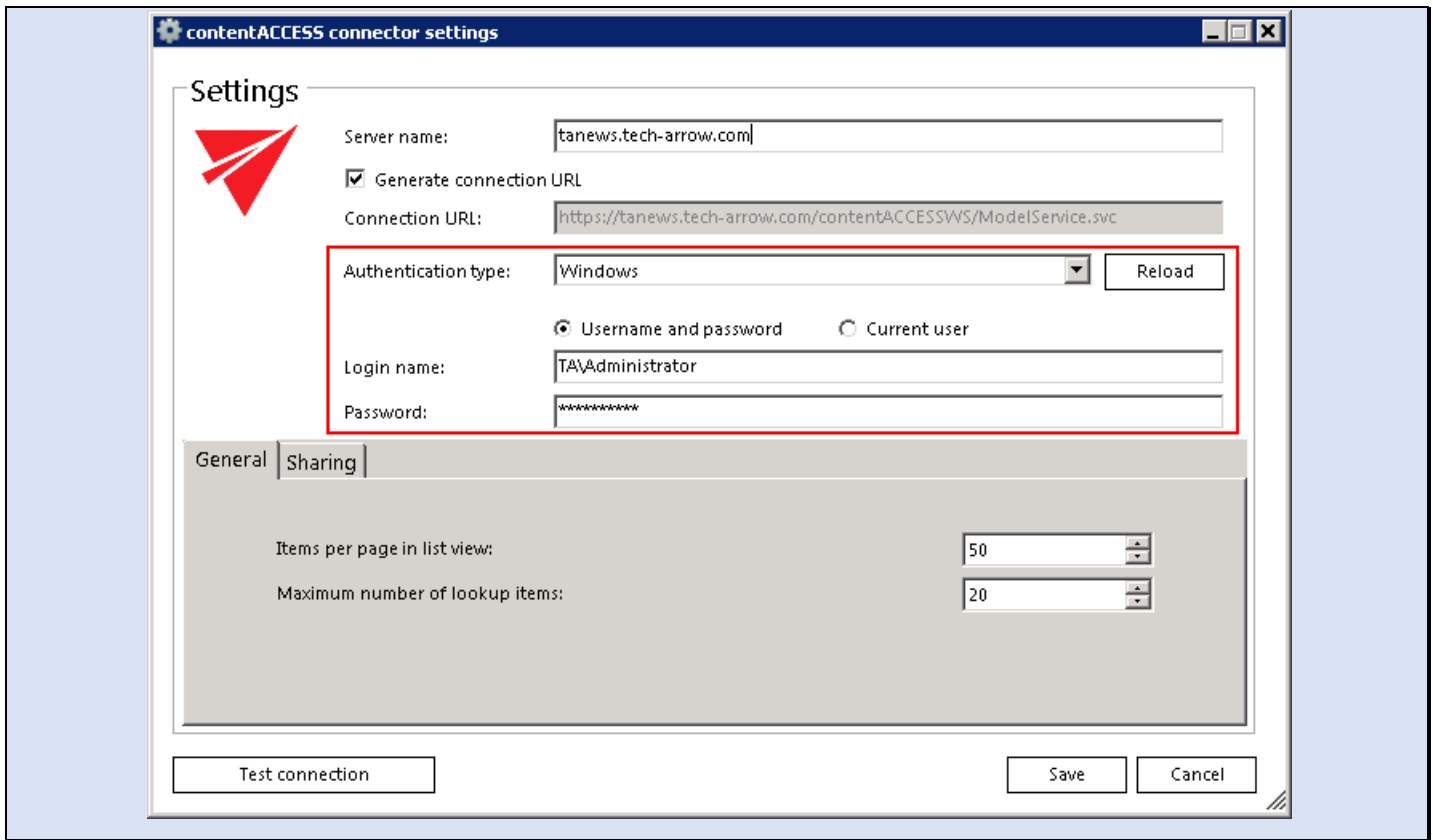 contentACCESS connector settings
Settings
Server name: tanews.tech-arrow.com
Generate connection URL
Connection URL: https://tanews.tech-arrow.com/contentACCESSWS/ModelService.svc
Authentication type: Windows Reload
Username and password Current user
Login name: TA\Administrator
Password: **********
General Sharing
Items per page in list view: 50
Maximum number of lookup items: 20
Test connection Save Cancel